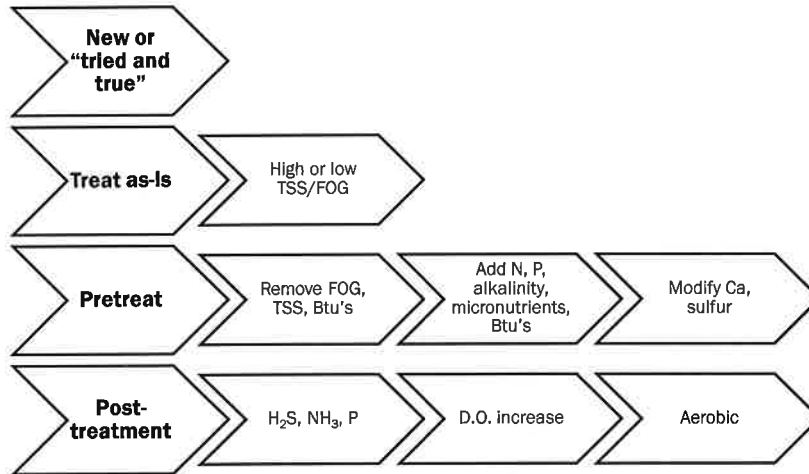 New or
“tried and
true”
Treat as-Is
High or low
TSS/FOG
Pretreat
Remove FOG,
TSS, Btu's
Add N, P,
alkalinity,
micronutrients,
Btu's
Modify Ca,
sulfur
Post-
treatment
H₂S, NH₃, P
D.O. increase
Aerobic